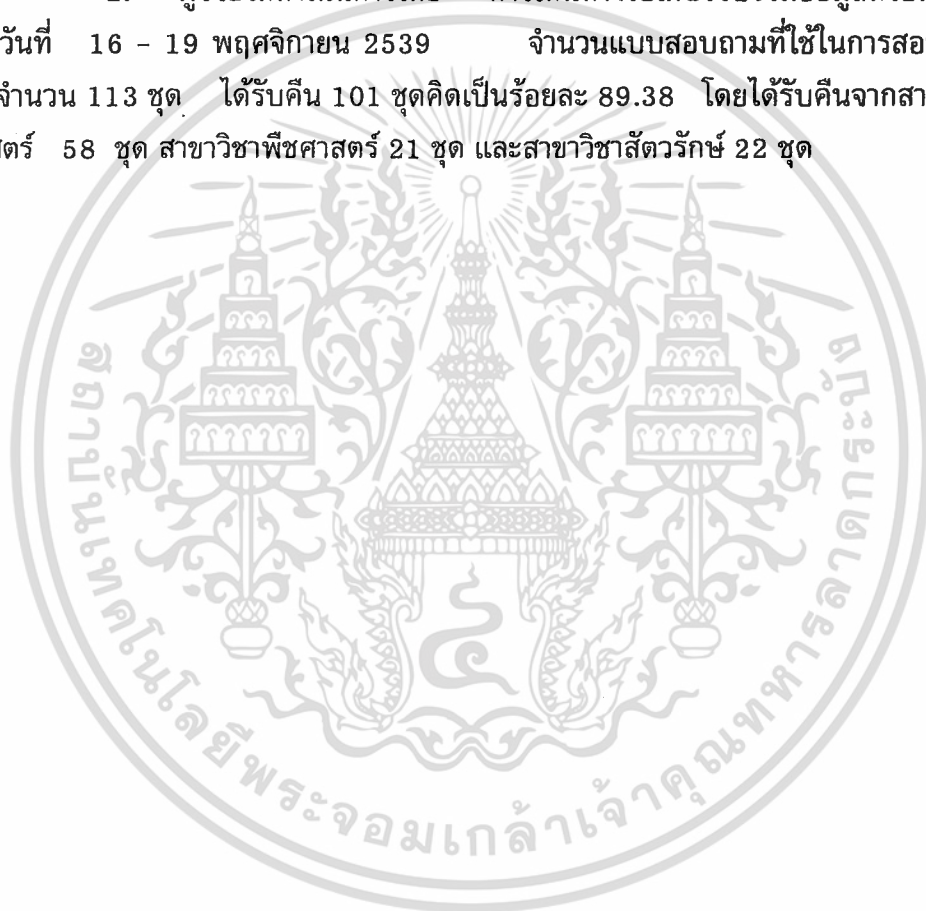 วันที่ 16 - 19 พฤศจิกายน 2539 จำนวนแบบสอบถามที่ใช้ในการสอ
จำนวน 113 ชุด ได้รับคืน 101 ชุดคิดเป็นร้อยละ 89.38 โดยได้รับคืนจากสา
ตร์ 58 ชุด สาขาวิชาพืชศาสตร์ 21 ชุด และสาขาวิชาสัตวรักษ์ 22 ชุด
สถาบันเทคโนโลยีพระจอมเกล้าเจ้าคุณทหารลาดกระบัง
๔